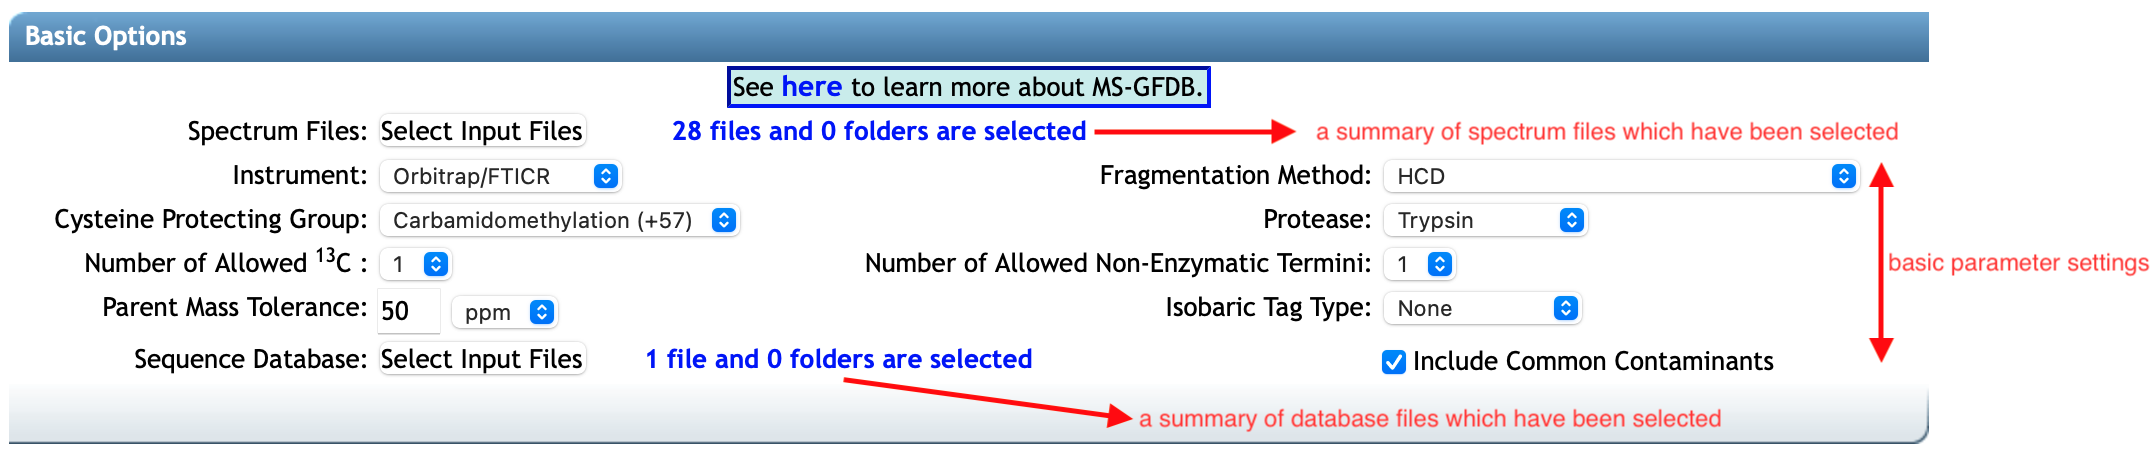 Basic Options
See here to learn more about MS-GFDB.
Spectrum Files: Select Input Files 28 files and 0 folders are selected a summary of spectrum files which have been selected
Instrument: Orbitrap/FTICR Fragmentation Method: HCD
Cysteine Protecting Group: Carbamidomethylation (+57) Protease: Trypsin
Number of Allowed ¹³C : 1 Number of Allowed Non-Enzymatic Termini: 1 basic parameter settings
Parent Mass Tolerance: 50 ppm Isobaric Tag Type: None
Sequence Database: Select Input Files 1 file and 0 folders are selected Include Common Contaminants
a summary of database files which have been selected